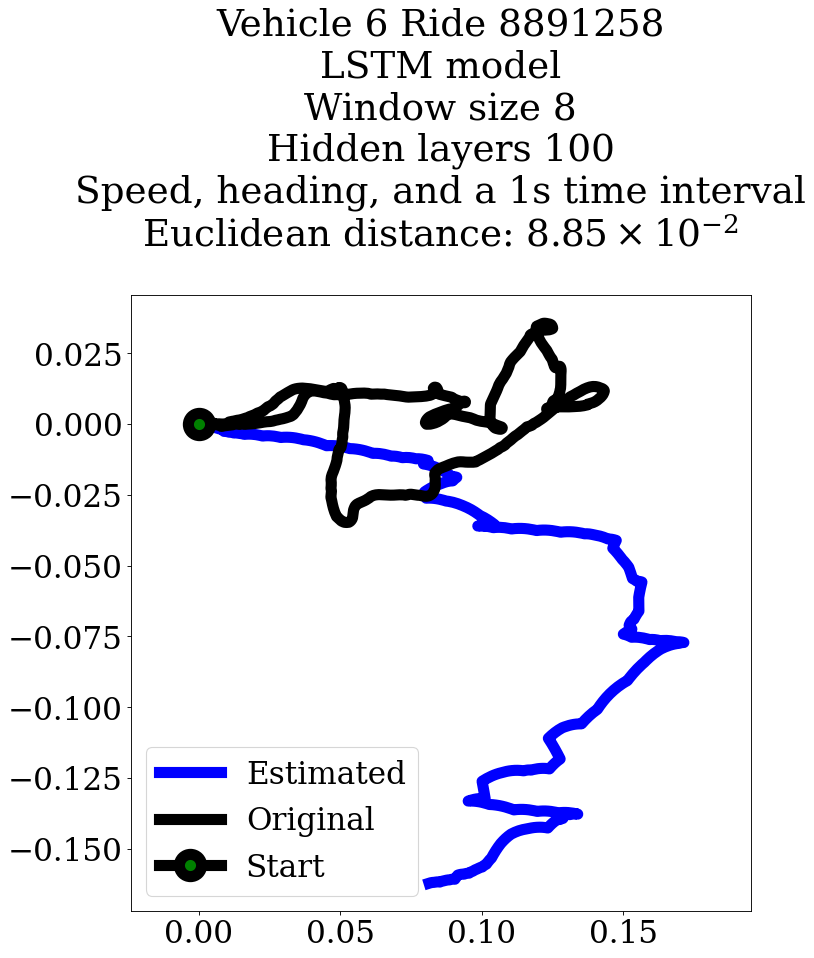 Vehicle 6 Ride 8891258
LSTM model
Window size 8
Hidden layers 100
Speed, heading, and a 1s time interval
Euclidean distance: 8.85 × 10⁻²
0.025
0.000
−0.025
−0.050
−0.075
−0.100
−0.125
−0.150
Estimated
Original
Start
0.00 0.05 0.10 0.15